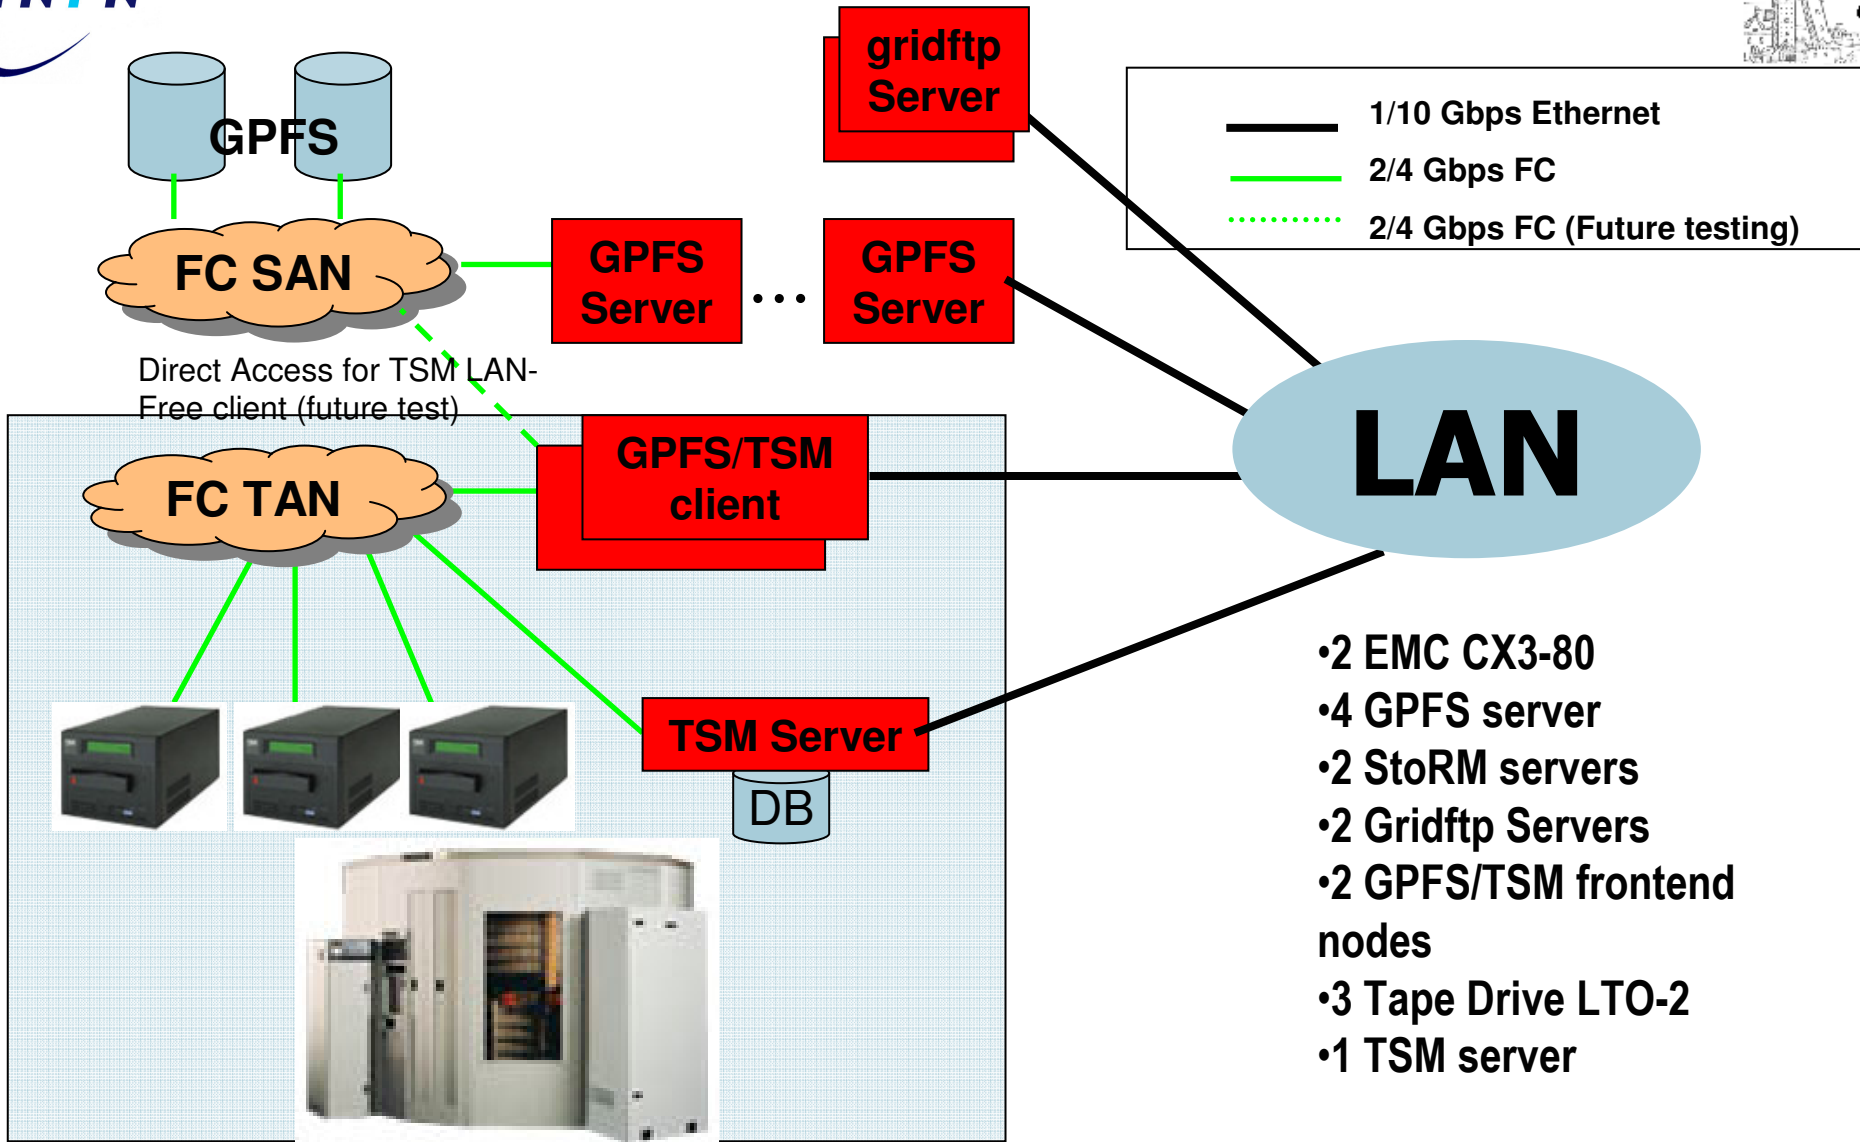 GPFS
gridftp
Server
1/10 Gbps Ethernet
2/4 Gbps FC
2/4 Gbps FC (Future testing)
FC SAN
GPFS
Server
...
GPFS
Server
Direct Access for TSM LAN-
Free client (future test)
GPFS/TSM
client
LAN
FC TAN
TSM Server
DB
•2 EMC CX3-80
•4 GPFS server
•2 StoRM servers
•2 Gridftp Servers
•2 GPFS/TSM frontend
nodes
•3 Tape Drive LTO-2
•1 TSM server